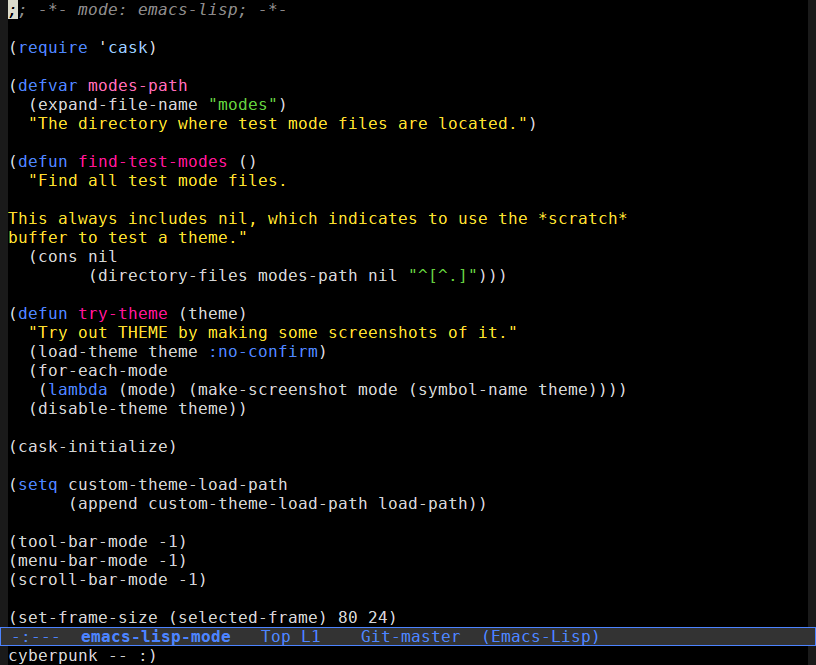 ;; -*- mode: emacs-lisp; -*-

(require 'cask)

(defvar modes-path
  (expand-file-name "modes")
  "The directory where test mode files are located.")

(defun find-test-modes ()
  "Find all test mode files.

This always includes nil, which indicates to use the *scratch*
buffer to test a theme."
  (cons nil
        (directory-files modes-path nil "^[^.]")))

(defun try-theme (theme)
  "Try out THEME by making some screenshots of it."
  (load-theme theme :no-confirm)
  (for-each-mode
   (lambda (mode) (make-screenshot mode (symbol-name theme))))
  (disable-theme theme))

(cask-initialize)

(setq custom-theme-load-path
      (append custom-theme-load-path load-path))

(tool-bar-mode -1)
(menu-bar-mode -1)
(scroll-bar-mode -1)

(set-frame-size (selected-frame) 80 24)
-:---  emacs-lisp-mode   Top L1    Git-master  (Emacs-Lisp)
cyberpunk -- :)